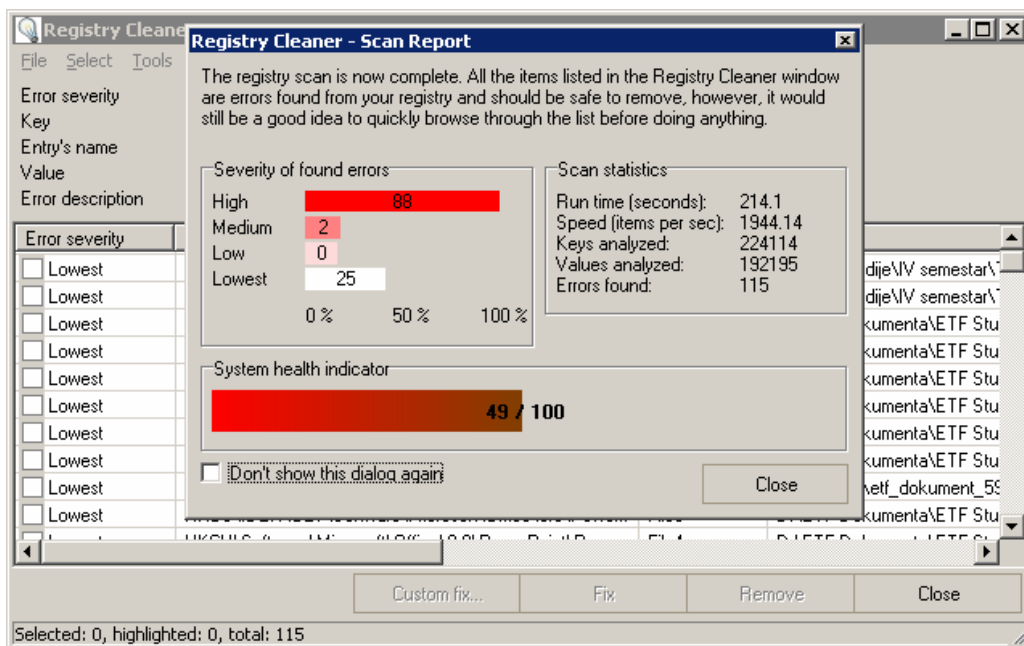 Registry Cleane
Registry Cleaner - Scan Report
File Select Tools
The registry scan is now complete. All the items listed in the Registry Cleaner window
are errors found from your registry and should be safe to remove, however, it would
still be a good idea to quickly browse through the list before doing anything.
Error severity
Key
Entry's name
Value
Error description
Severity of found errors
High 88
Medium 2
Low 0
Lowest 25
0 % 50 % 100 %
Scan statistics
Run time (seconds): 214.1
Speed (items per sec): 1944.14
Keys analyzed: 224114
Values analyzed: 192195
Errors found: 115
System health indicator
49 / 100
Don't show this dialog again
Close
Error severity
Lowest dije\IV semestar\
Lowest dije\IV semestar\
Lowest kumenta\ETF Stu
Lowest kumenta\ETF Stu
Lowest kumenta\ETF Stu
Lowest kumenta\ETF Stu
Lowest kumenta\ETF Stu
Lowest kumenta\ETF Stu
Lowest \etf_dokument_59
Lowest kumenta\ETF Stu
Custom fix... Fix Remove Close
Selected: 0, highlighted: 0, total: 115